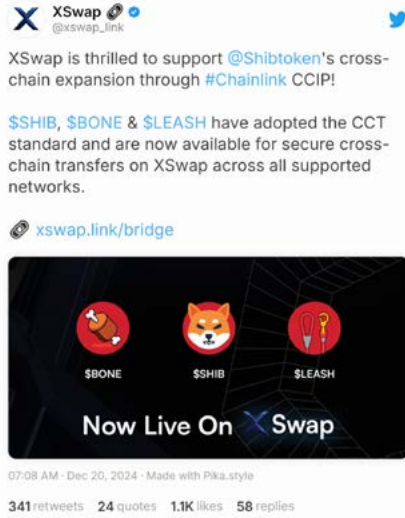 XSwap
@xswap_link
XSwap is thrilled to support @Shibtoken's cross-
chain expansion through #Chainlink CCIP!
$SHIB, $BONE & $LEASH have adopted the CCT
standard and are now available for secure cross-
chain transfers on XSwap across all supported
networks.
xswap.link/bridge
$BONE $SHIB $LEASH
Now Live On XSwap
07:08 AM · Dec 20, 2024 · Made with Pika.style
341 retweets 24 quotes 1.1K likes 58 replies